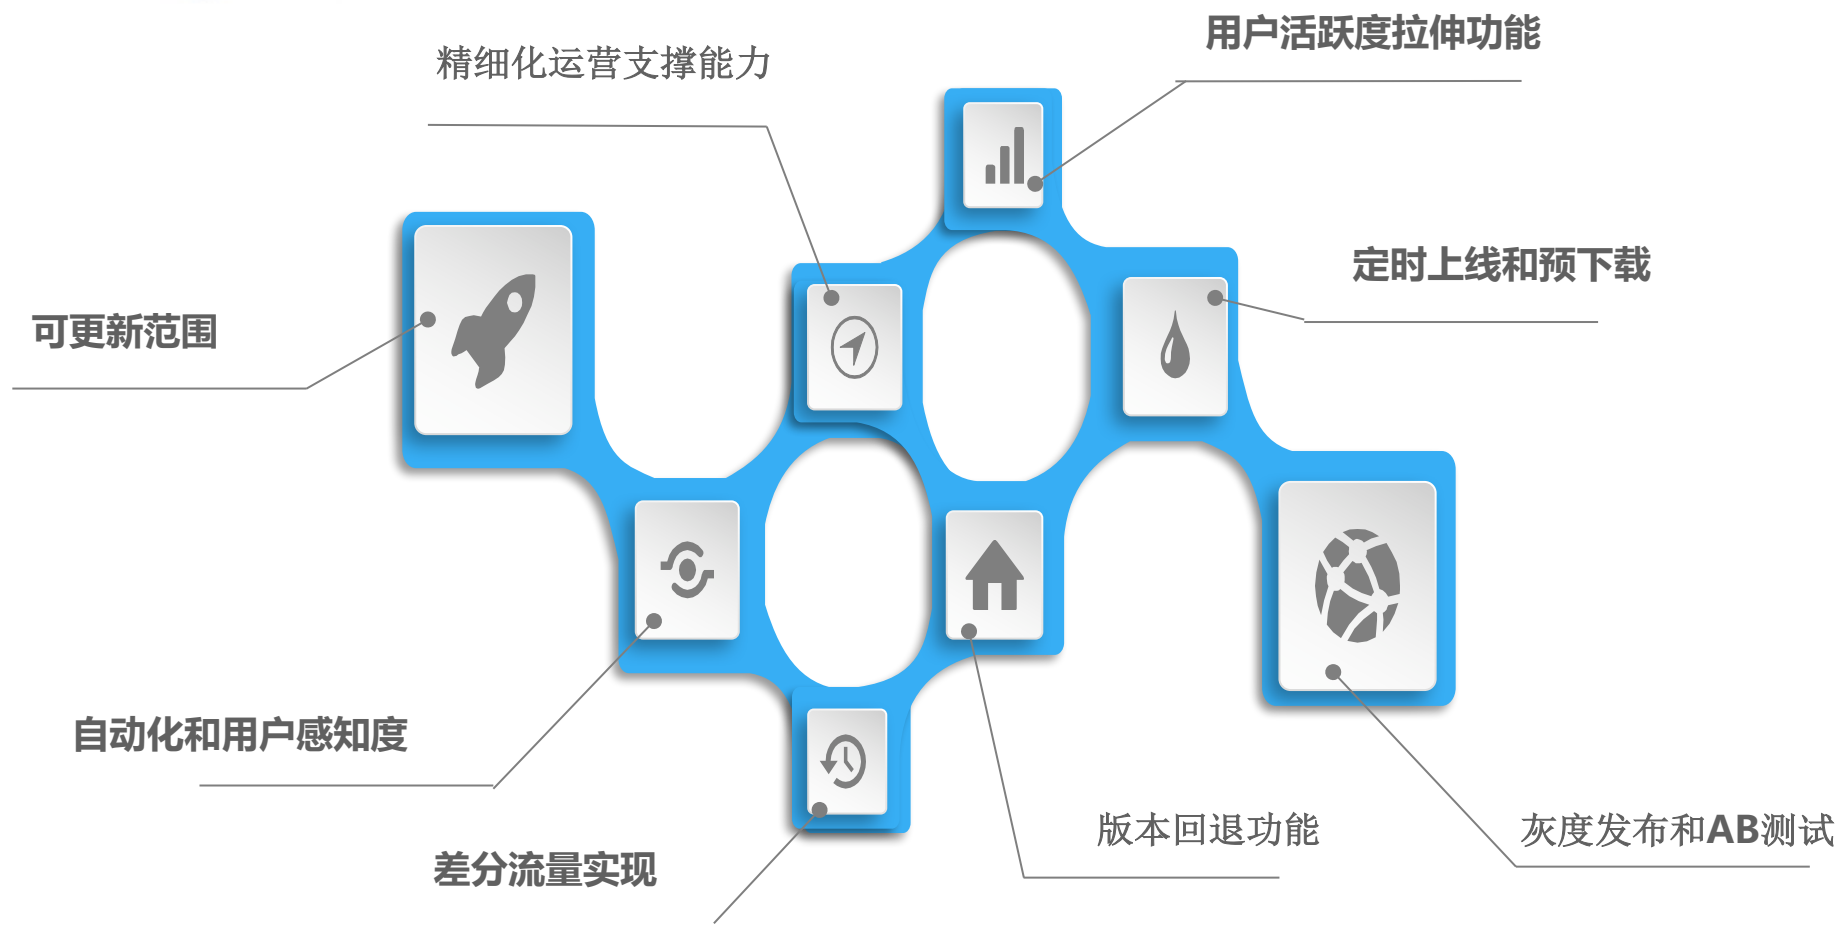 用户活跃度拉伸功能
精细化运营支撑能力
定时上线和预下载
可更新范围
自动化和用户感知度
版本回退功能
灰度发布和AB测试
差分流量实现